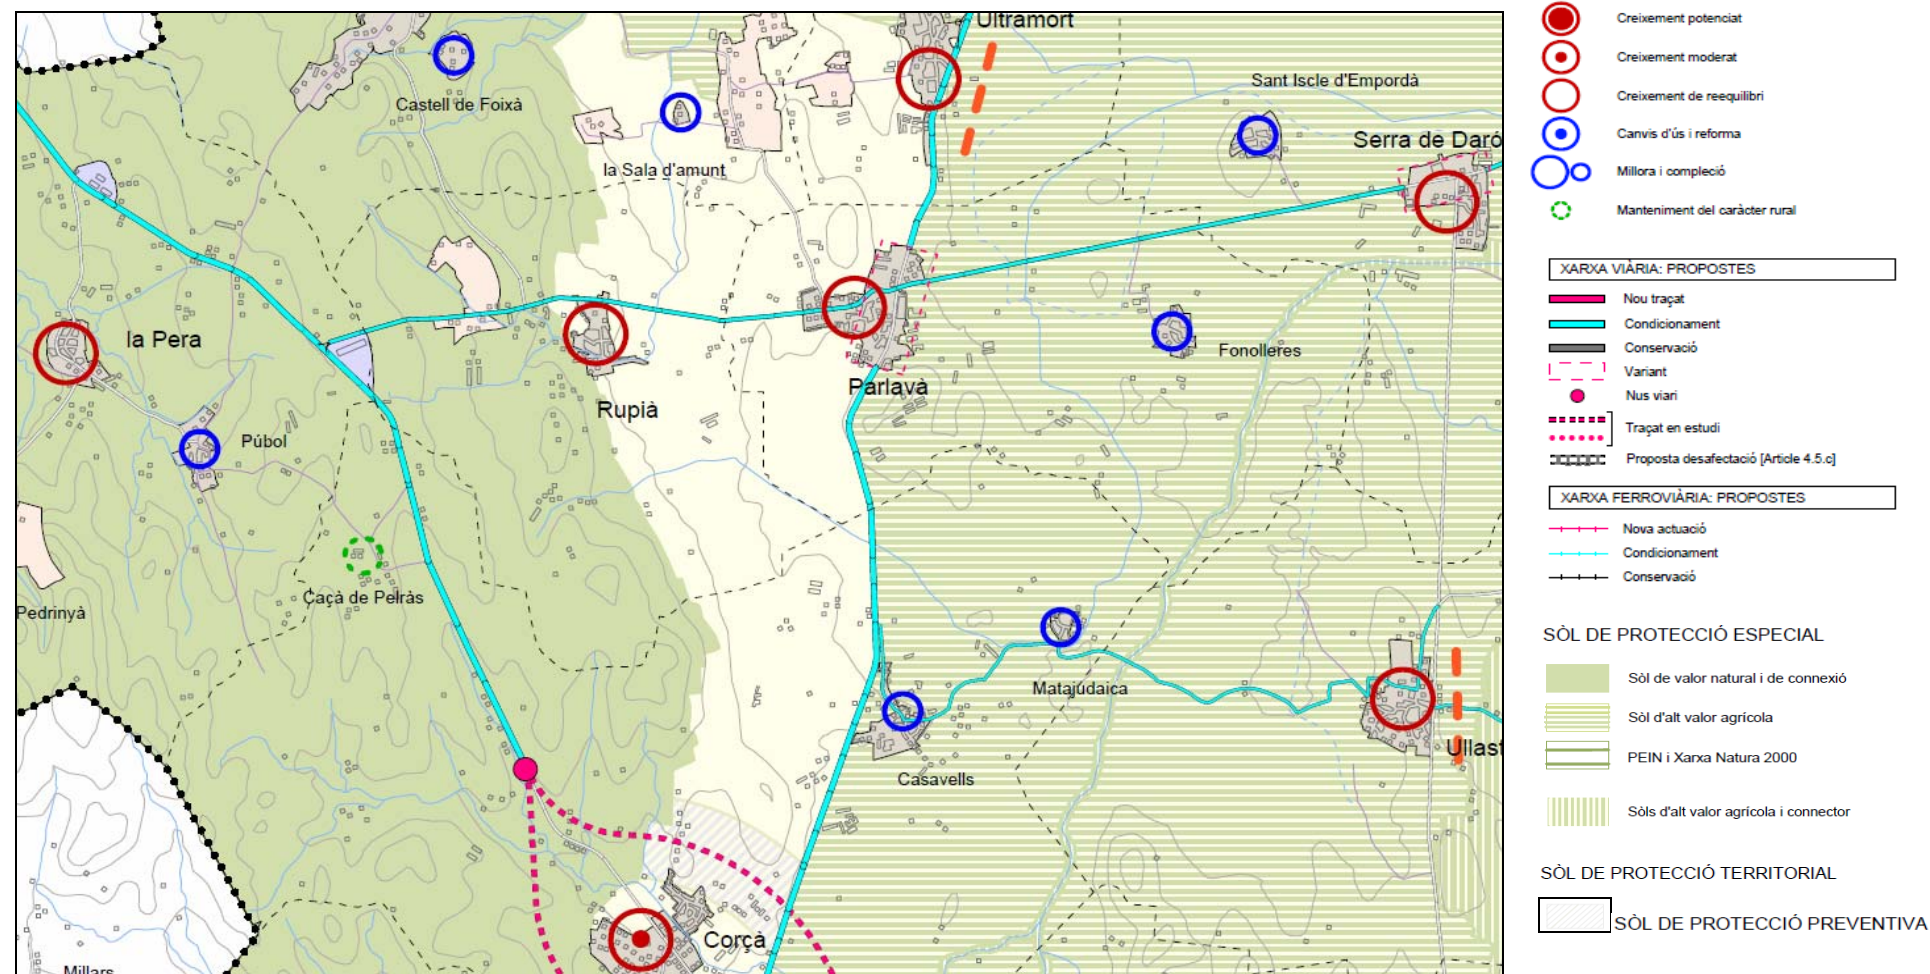 Ultramort
Castell de Foixà
Sant Iscle d'Empordà
Serra de Daró
la Sala d'amunt
la Pera
Fonolleres
Parlavà
Rupià
Púbol
Caçà de Pelràs
Pedrinyà
Matajudaica
Ullast
Casavells
Corçà
Millars
Creixement potenciat
Creixement moderat
Creixement de reequilibri
Canvis d'ús i reforma
Millora i compleció
Manteniment del caràcter rural
XARXA VIÀRIA: PROPOSTES
Nou traçat
Condicionament
Conservació
Variant
Nus viari
Traçat en estudi
Proposta desafectació [Article 4.5.c]
XARXA FERROVIÀRIA: PROPOSTES
Nova actuació
Condicionament
Conservació
SÒL DE PROTECCIÓ ESPECIAL
Sòl de valor natural i de connexió
Sòl d'alt valor agrícola
PEIN i Xarxa Natura 2000
Sòls d'alt valor agrícola i connector
SÒL DE PROTECCIÓ TERRITORIAL
SÒL DE PROTECCIÓ PREVENTIVA